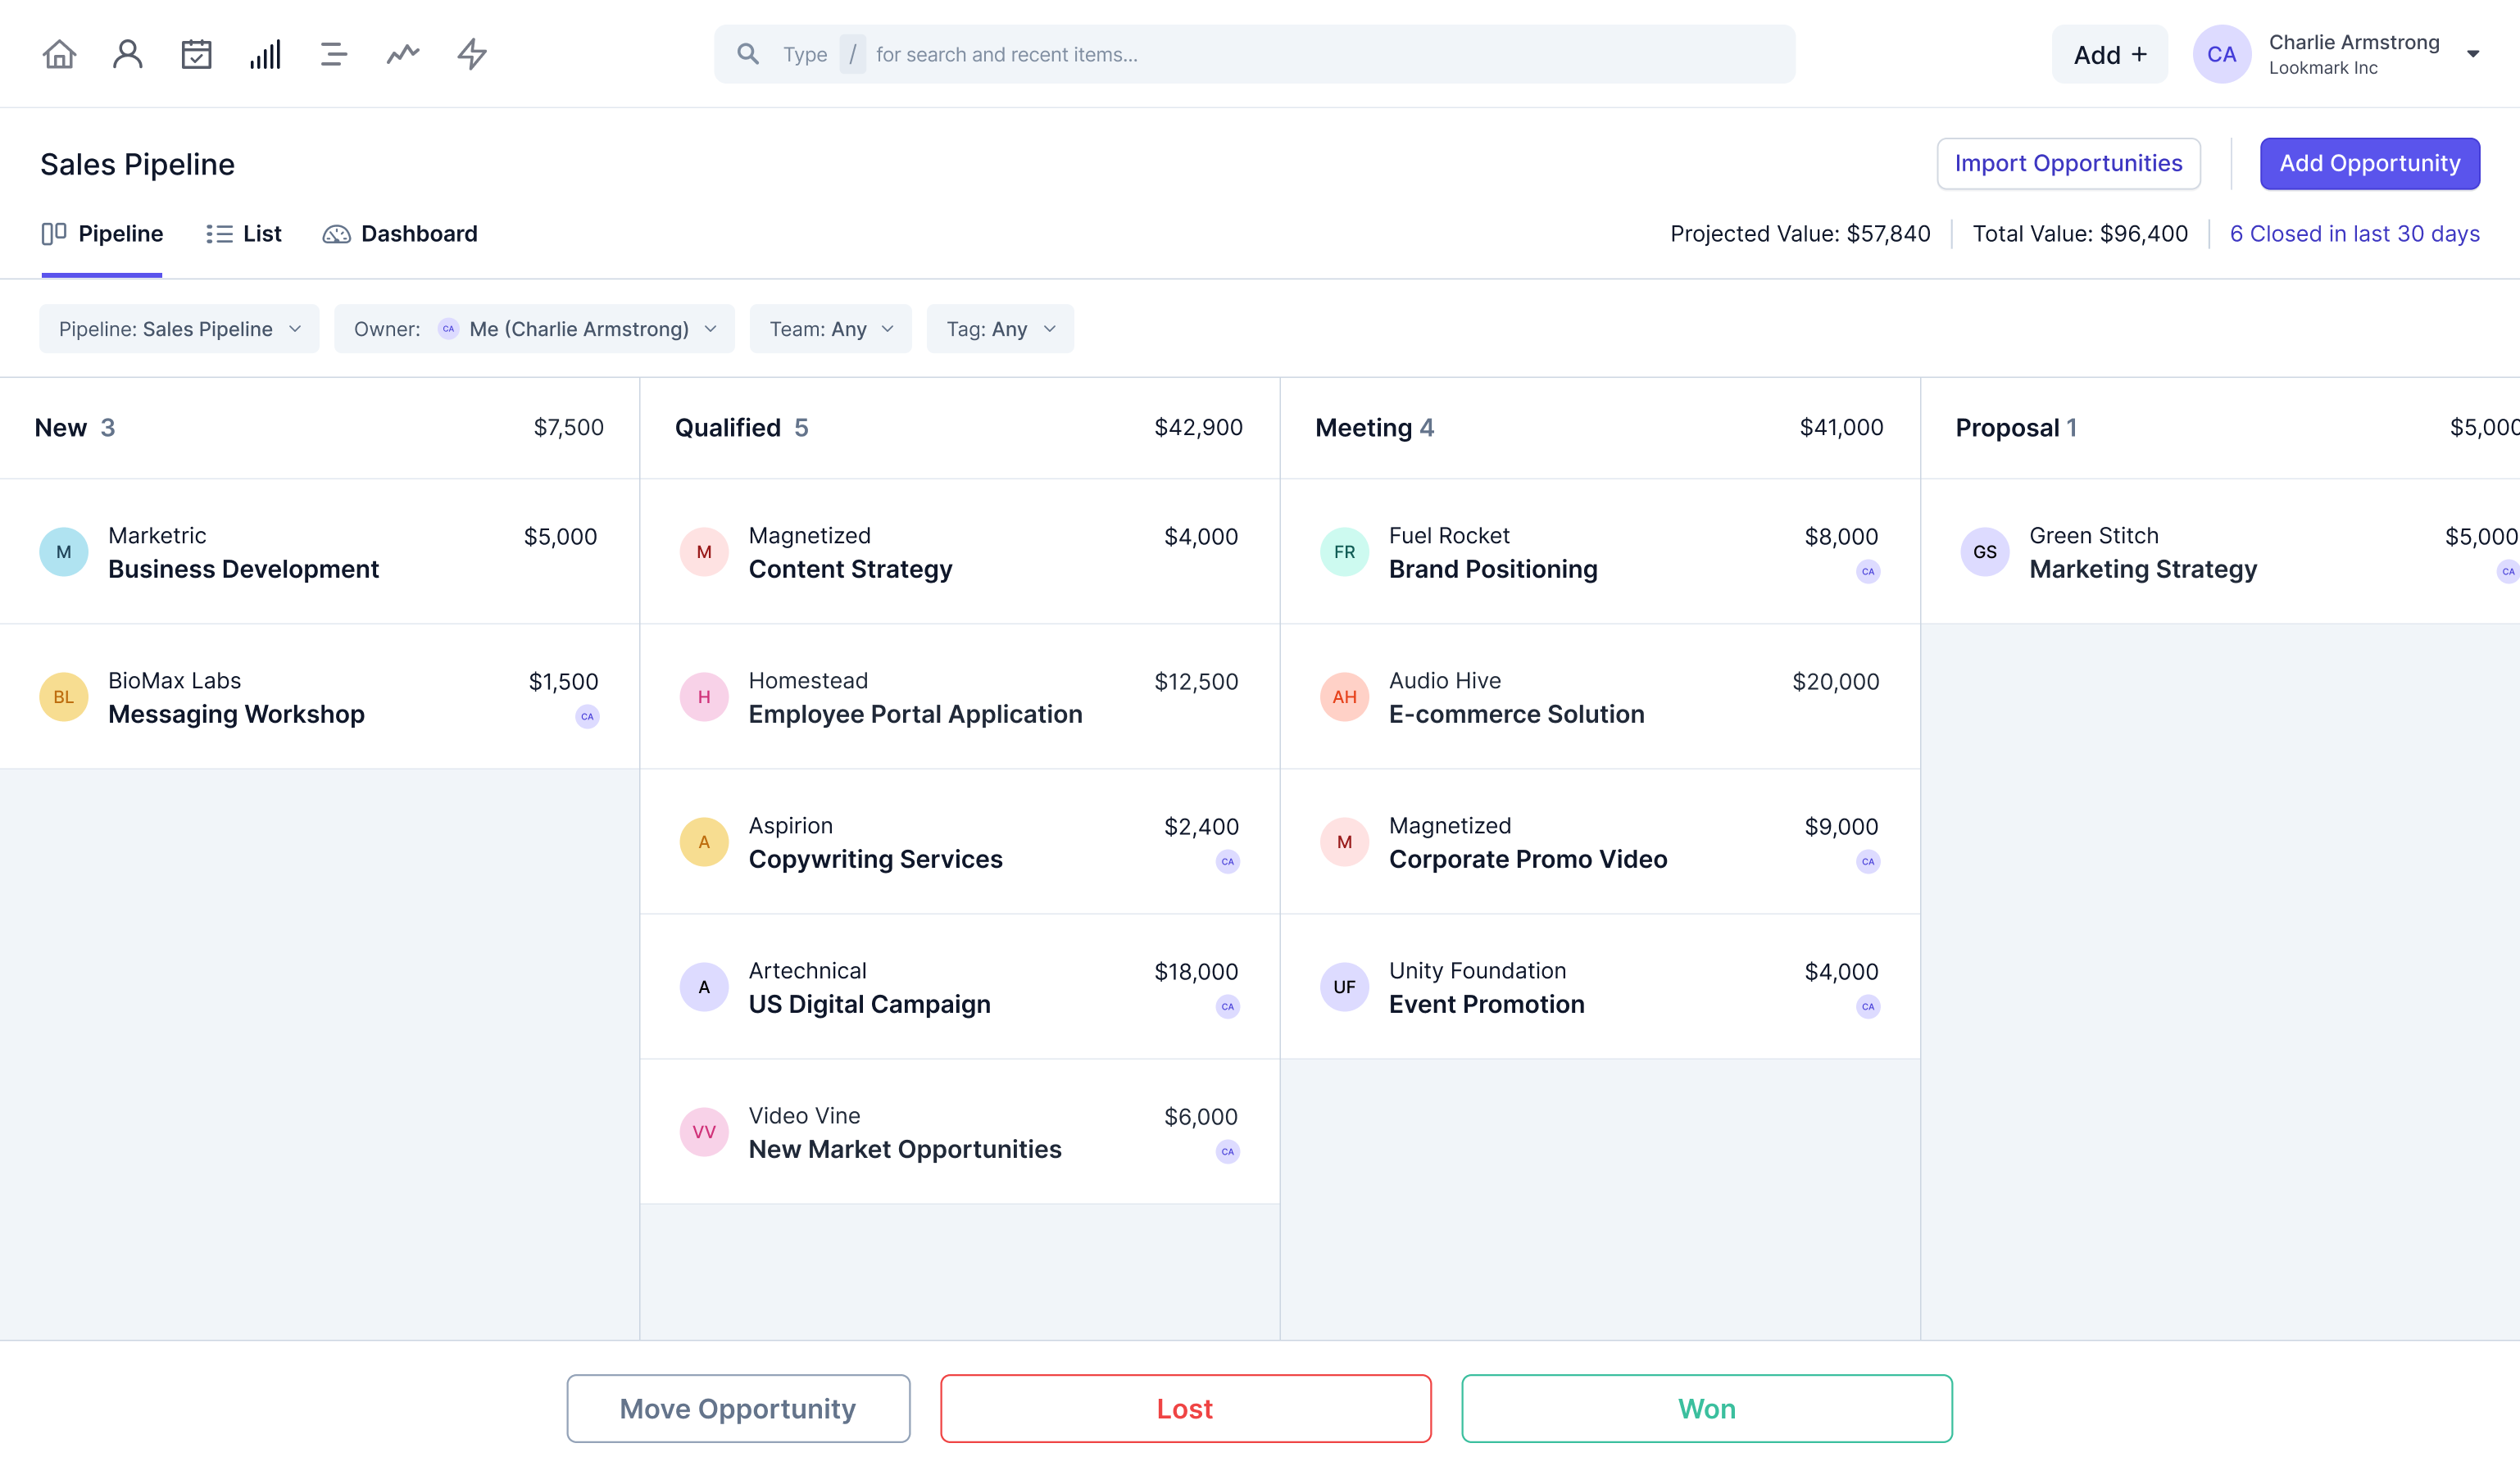 Type / for search and recent items...
Add +
CA
Charlie Armstrong
Lookmark Inc
Sales Pipeline
Import Opportunities
Add Opportunity
Pipeline
List
Dashboard
Projected Value: $57,840
Total Value: $96,400
6 Closed in last 30 days
Pipeline: Sales Pipeline
Owner: CA Me (Charlie Armstrong)
Team: Any
Tag: Any
New 3 $7,500
M
Marketric $5,000
Business Development
BL
BioMax Labs $1,500
Messaging Workshop
CA
Qualified 5 $42,900
M
Magnetized $4,000
Content Strategy
H
Homestead $12,500
Employee Portal Application
A
Aspirion $2,400
Copywriting Services
CA
A
Artechnical $18,000
US Digital Campaign
CA
VV
Video Vine $6,000
New Market Opportunities
CA
Meeting 4 $41,000
FR
Fuel Rocket $8,000
Brand Positioning
CA
AH
Audio Hive $20,000
E-commerce Solution
M
Magnetized $9,000
Corporate Promo Video
CA
UF
Unity Foundation $4,000
Event Promotion
CA
Proposal 1 $5,000
GS
Green Stitch $5,000
Marketing Strategy
CA
Move Opportunity
Lost
Won